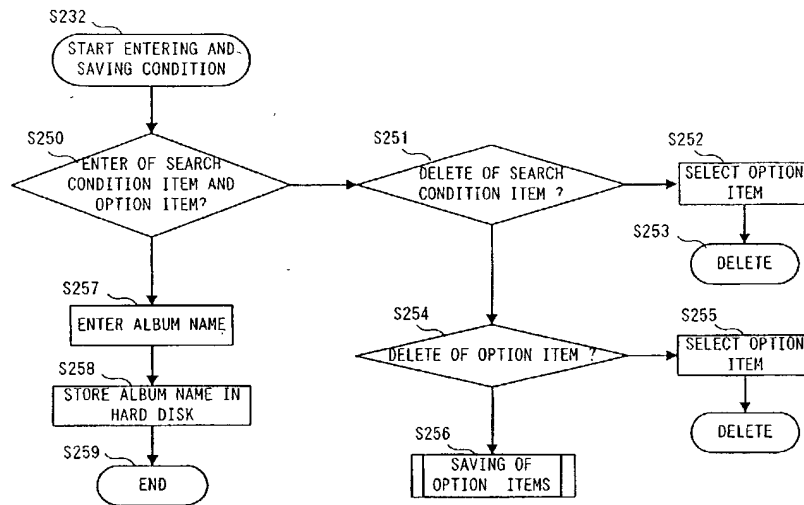 S232
START ENTERING AND
SAVING CONDITION
S250
ENTER OF SEARCH
CONDITION ITEM AND
OPTION ITEM?
S251
DELETE OF SEARCH
CONDITION ITEM ?
S252
SELECT OPTION
ITEM
S253
DELETE
S257
ENTER ALBUM NAME
S254
DELETE OF OPTION ITEM ?
S255
SELECT OPTION
ITEM
S258
STORE ALBUM NAME IN
HARD DISK
DELETE
S259
END
S256
SAVING OF
OPTION ITEMS